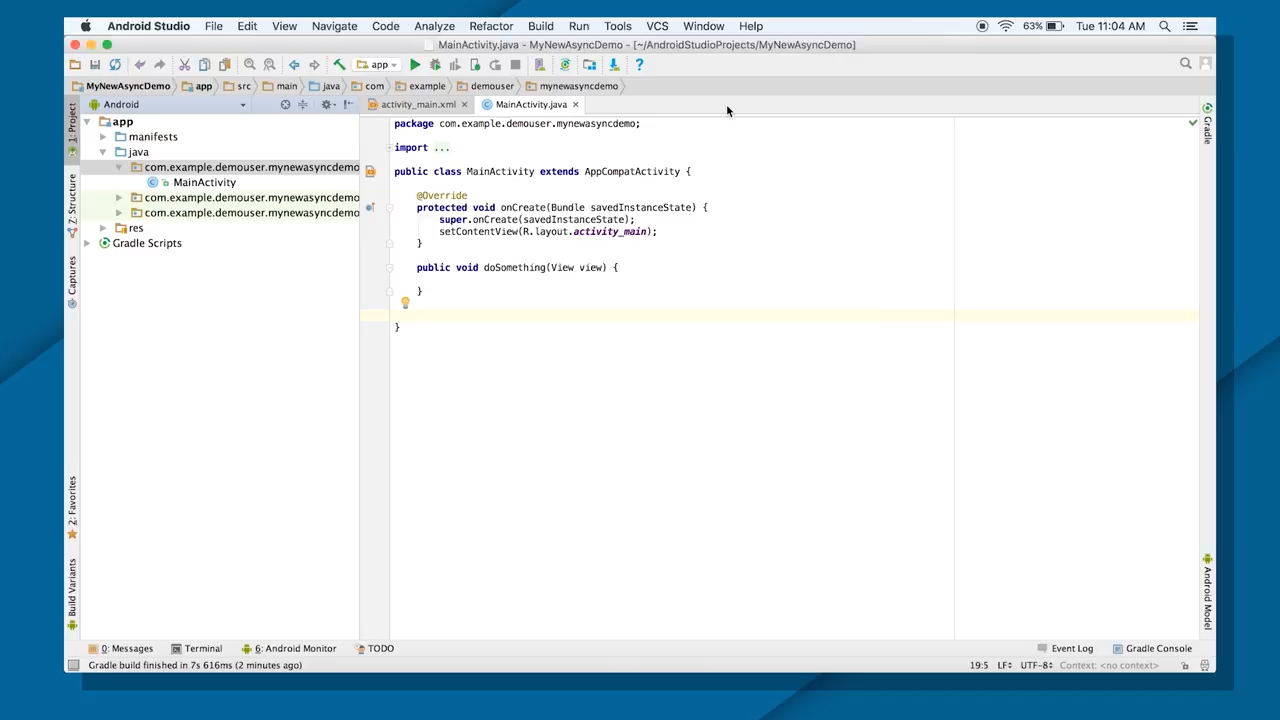 Android Studio File Edit View Navigate Code Analyze Refactor Build Run Tools VCS Window Help 63% Tue 11:04 AM
MainActivity.java - MyNewAsyncDemo - [~/AndroidStudioProjects/MyNewAsyncDemo]
app
MyNewAsyncDemo app src main java com example demouser mynewasyncdemo
Android activity_main.xml MainActivity.java
1: Project
Z: Structure
Captures
2: Favorites
Build Variants
app
manifests
java
com.example.demouser.mynewasyncdemo
MainActivity
com.example.demouser.mynewasyncdemo
com.example.demouser.mynewasyncdemo
res
Gradle Scripts
package com.example.demouser.mynewasyncdemo;
import ...
public class MainActivity extends AppCompatActivity {
@Override
protected void onCreate(Bundle savedInstanceState) {
super.onCreate(savedInstanceState);
setContentView(R.layout.activity_main);
}
public void doSomething(View view) {
}
}
Gradle
Android Model
0: Messages Terminal 6: Android Monitor TODO Event Log Gradle Console
Gradle build finished in 7s 616ms (2 minutes ago) 19:5 LF UTF-8 Context: <no context>